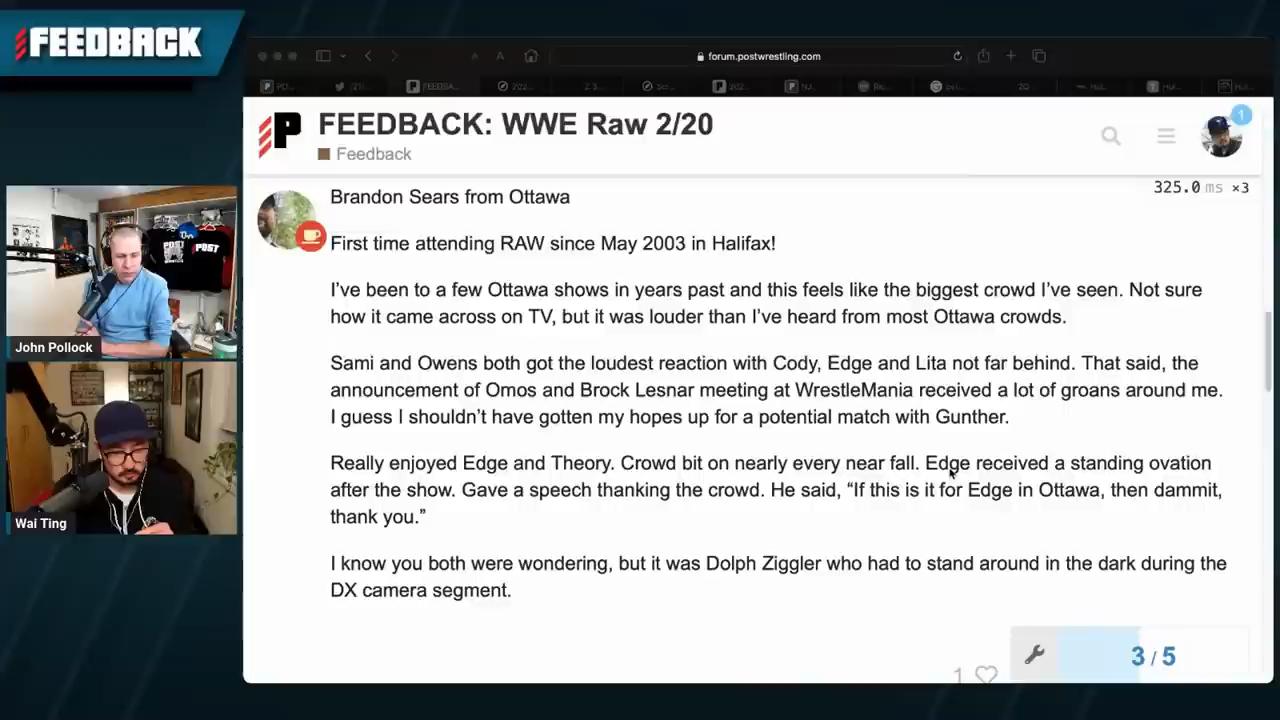 FEEDBACK
forum.postwrestling.com
FEEDBACK: WWE Raw 2/20
Feedback
1
325.0 ms ×3
Brandon Sears from Ottawa
First time attending RAW since May 2003 in Halifax!
I've been to a few Ottawa shows in years past and this feels like the biggest crowd I've seen. Not sure
how it came across on TV, but it was louder than I've heard from most Ottawa crowds.
Sami and Owens both got the loudest reaction with Cody, Edge and Lita not far behind. That said, the
announcement of Omos and Brock Lesnar meeting at WrestleMania received a lot of groans around me.
I guess I shouldn't have gotten my hopes up for a potential match with Gunther.
Really enjoyed Edge and Theory. Crowd bit on nearly every near fall. Edge received a standing ovation
after the show. Gave a speech thanking the crowd. He said, “If this is it for Edge in Ottawa, then dammit,
thank you.”
I know you both were wondering, but it was Dolph Ziggler who had to stand around in the dark during the
DX camera segment.
3 / 5
1
POST
POST
John Pollock
Wai Ting